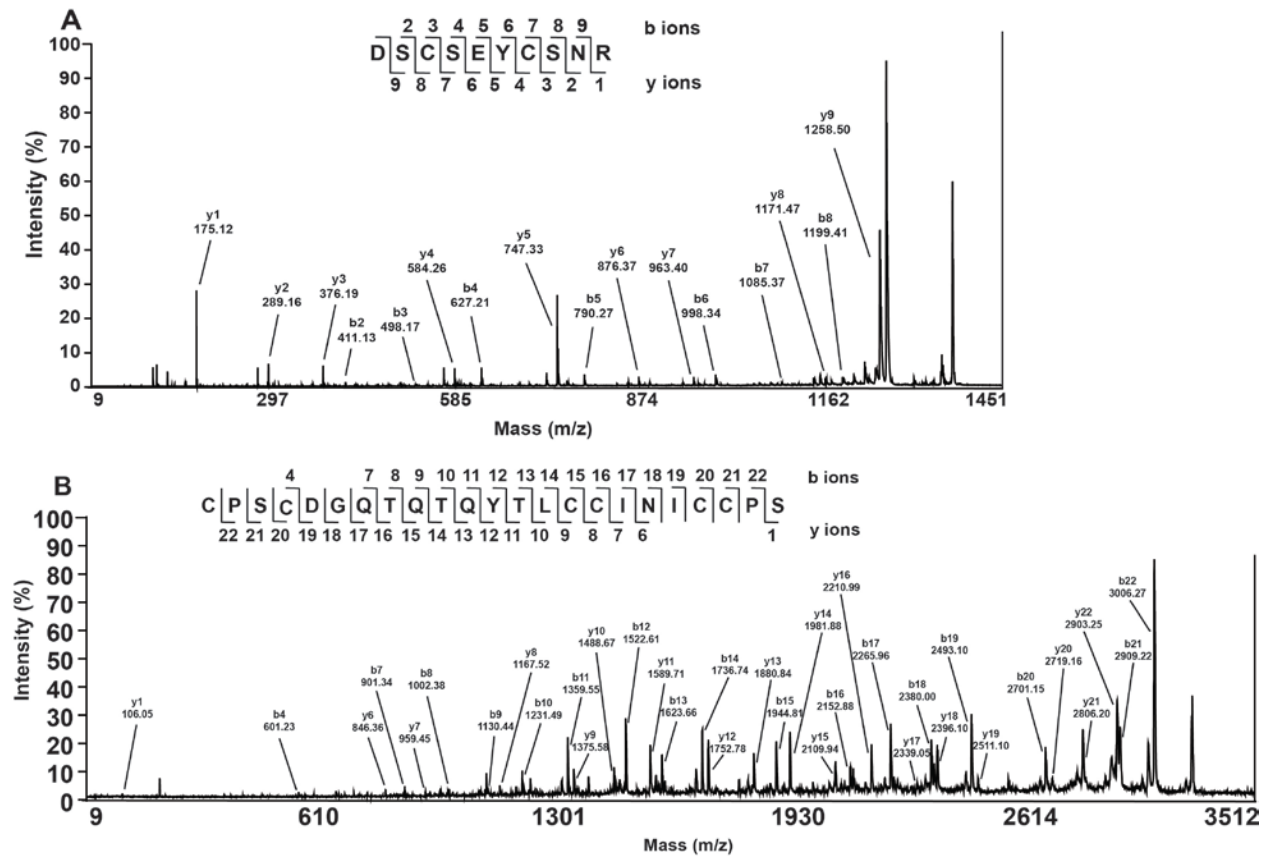 A
2 3 4 5 6 7 8 9 b ions
D S C S E Y C S N R
9 8 7 6 5 4 3 2 1 y ions
Intensity (%)
100
90
80
70
60
50
40
30
20
10
0
y1
175.12
y2
289.16
y3
376.19
b2
411.13
b3
498.17
y4
584.26
b4
627.21
y5
747.33
b5
790.27
y6
876.37
y7
963.40
b6
998.34
b7
1085.37
y8
1171.47
b8
1199.41
y9
1258.50
9 297 585 874 1162 1451
Mass (m/z)
B
4 7 8 9 10 11 12 13 14 15 16 17 18 19 20 21 22 b ions
C P S C D G Q T Q T Q Y T L C C I N I C C P S
22 21 20 19 18 17 16 15 14 13 12 11 10 9 8 7 6 1 y ions
Intensity (%)
100
90
80
70
60
50
40
30
20
10
0
y1
106.05
b4
601.23
b7
901.34
y6
846.36
b8
1002.38
y7
959.45
b9
1130.44
y8
1167.52
b10
1231.49
b11
1359.55
y9
1375.58
y10
1488.67
b12
1522.61
y11
1589.71
b13
1623.66
b14
1736.74
y12
1752.78
y13
1880.84
b15
1944.81
y14
1981.88
y15
2109.94
b16
2152.88
y16
2210.99
b17
2265.96
y17
2339.05
b18
2380.00
y18
2396.10
b19
2493.10
y19
2511.10
b20
2701.15
y20
2719.16
y21
2806.20
y22
2903.25
b21
2909.22
b22
3006.27
9 610 1301 1930 2614 3512
Mass (m/z)